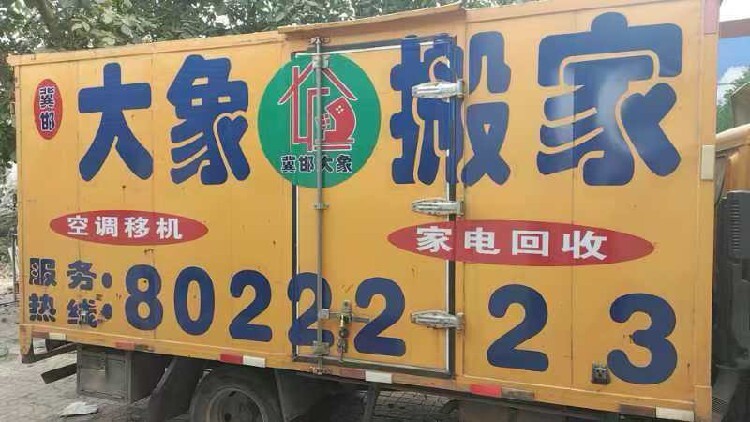 冀邯
大象 搬家
冀邯大象
空调移机 家电回收
服务热线:80222223